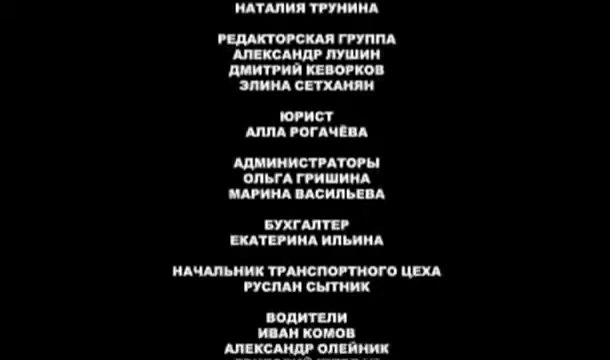 НАТАЛИЯ ТРУНИНА
РЕДАКТОРСКАЯ ГРУППА
АЛЕКСАНДР ЛУШИН
ДМИТРИЙ КЕВОРКОВ
ЭЛИНА СЕТХАНЯН
ЮРИСТ
АЛЛА РОГАЧЁВА
АДМИНИСТРАТОРЫ
ОЛЬГА ГРИШИНА
МАРИНА ВАСИЛЬЕВА
БУХГАЛТЕР
ЕКАТЕРИНА ИЛЬИНА
НАЧАЛЬНИК ТРАНСПОРТНОГО ЦЕХА
РУСЛАН СЫТНИК
ВОДИТЕЛИ
ИВАН КОМОВ
АЛЕКСАНДР ОЛЕЙНИК